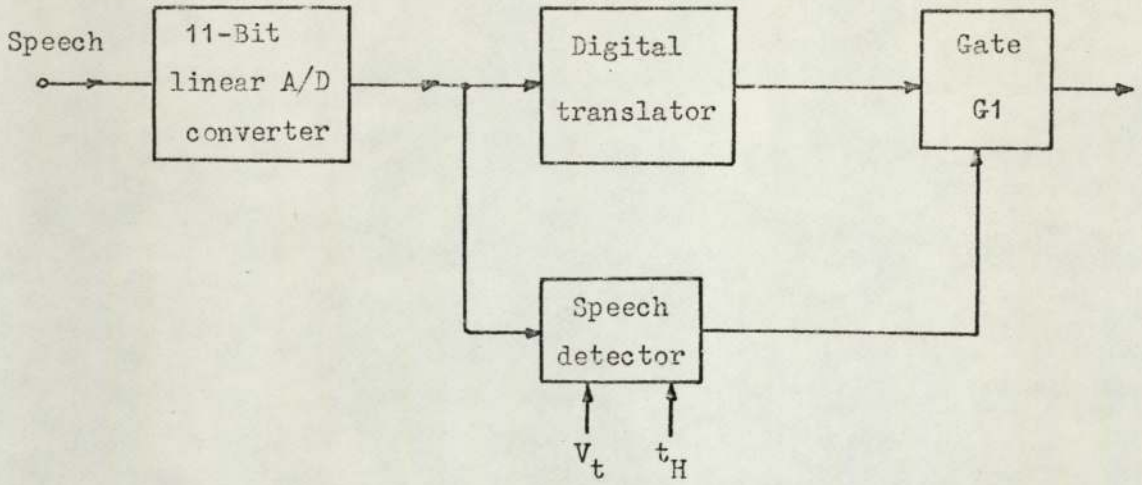 Speech
11-Bit
linear A/D
converter
Digital
translator
Gate
G1
Speech
detector
V_t
t_H